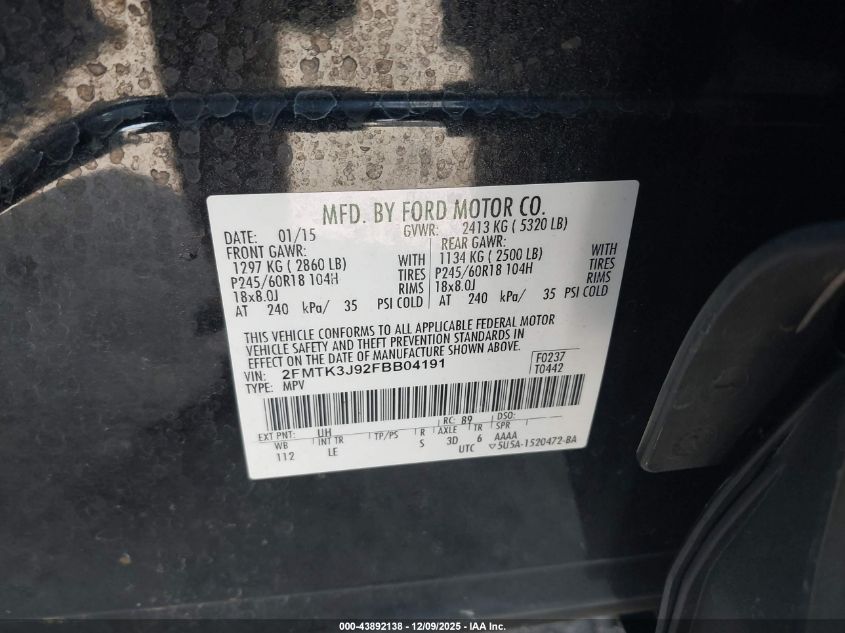 MFD. BY FORD MOTOR CO.
DATE: 01/15 GVWR: 2413 KG ( 5320 LB)
FRONT GAWR: REAR GAWR:
1297 KG ( 2860 LB) WITH 1134 KG ( 2500 LB) WITH
P245/60R18 104H TIRES P245/60R18 104H TIRES
18x8.0J RIMS 18x8.0J RIMS
AT 240 kPa/ 35 PSI COLD AT 240 kPa/ 35 PSI COLD
THIS VEHICLE CONFORMS TO ALL APPLICABLE FEDERAL MOTOR
VEHICLE SAFETY AND THEFT PREVENTION STANDARDS IN
EFFECT ON THE DATE OF MANUFACTURE SHOWN ABOVE.
VIN: 2FMTK3J92FBB04191 F0237
TYPE: MPV T0442
EXT PNT: UH RC: B9 DSO:
WB INT TR TP/PS R AXLE TR SPR
112 LE S 3D 6 AAAA
UTC ▽5U5A-1520472-BA
000-43892138 - 12/09/2025 - IAA Inc.